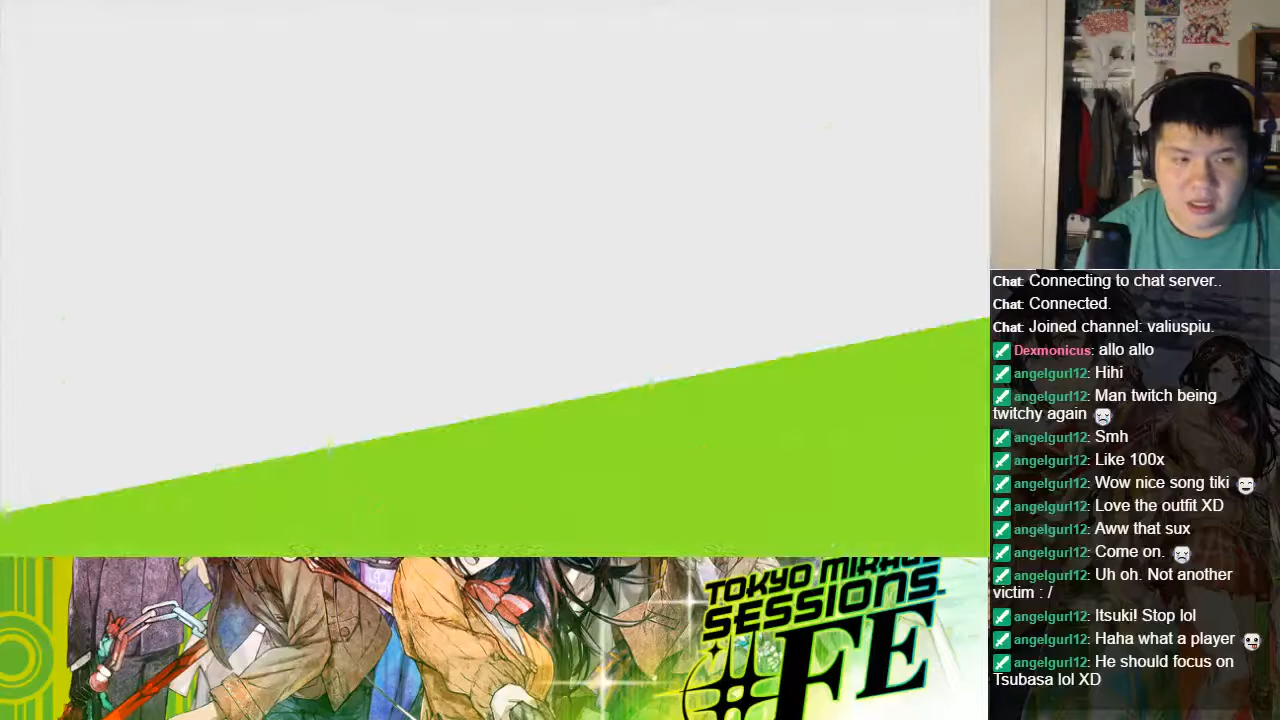 Chat: Connecting to chat server..
Chat: Connected.
Chat: Joined channel: valiuspiu.
Dexmonicus: allo allo
angelgurl12: Hihi
angelgurl12: Man twitch being
twitchy again
angelgurl12: Smh
angelgurl12: Like 100x
angelgurl12: Wow nice song tiki
angelgurl12: Love the outfit XD
angelgurl12: Aww that sux
angelgurl12: Come on.
angelgurl12: Uh oh. Not another
victim : /
angelgurl12: Itsuki! Stop lol
angelgurl12: Haha what a player
angelgurl12: He should focus on
Tsubasa lol XD
TOKYO MIRAGE
SESSIONS
#FE